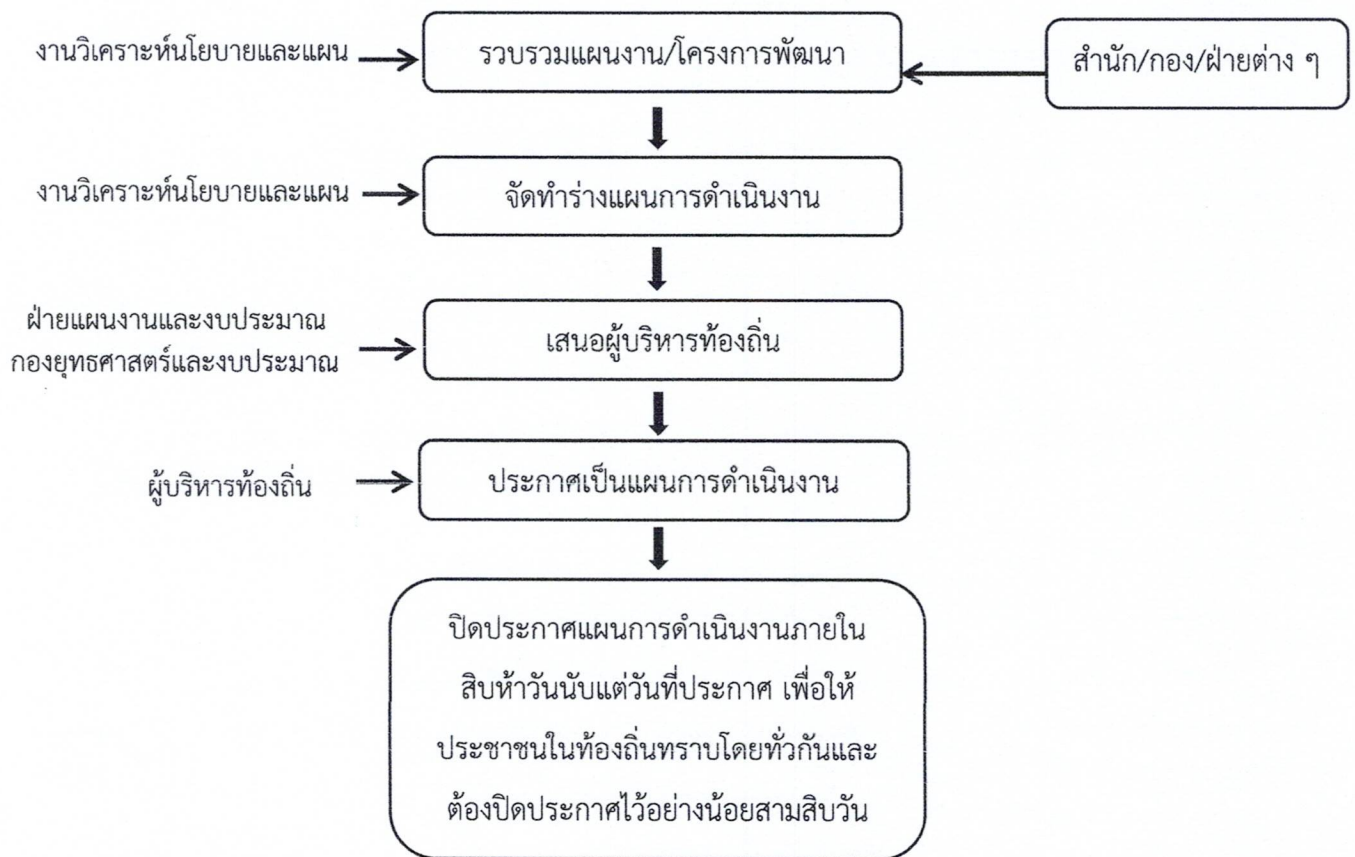 งานวิเคราะห์นโยบายและแผน
รวบรวมแผนงาน/โครงการพัฒนา
สำนัก/กอง/ฝ่ายต่าง ๆ
งานวิเคราะห์นโยบายและแผน
จัดทำร่างแผนการดำเนินงาน
ฝ่ายแผนงานและงบประมาณ
กองยุทธศาสตร์และงบประมาณ
เสนอผู้บริหารท้องถิ่น
ผู้บริหารท้องถิ่น
ประกาศเป็นแผนการดำเนินงาน
ปิดประกาศแผนการดำเนินงานภายใน
สิบห้าวันนับแต่วันที่ประกาศ เพื่อให้
ประชาชนในท้องถิ่นทราบโดยทั่วกันและ
ต้องปิดประกาศไว้อย่างน้อยสามสิบวัน